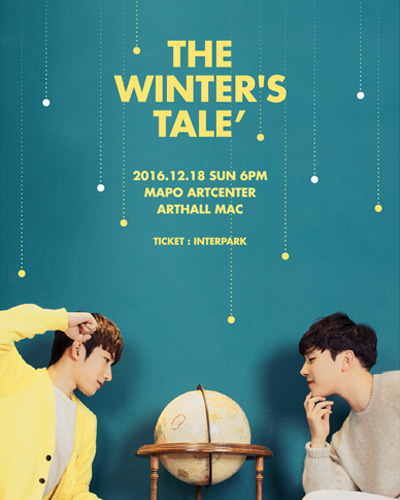 THE
WINTER'S
TALE′
2016.12.18 SUN 6PM
MAPO ARTCENTER
ARTHALL MAC
TICKET : INTERPARK